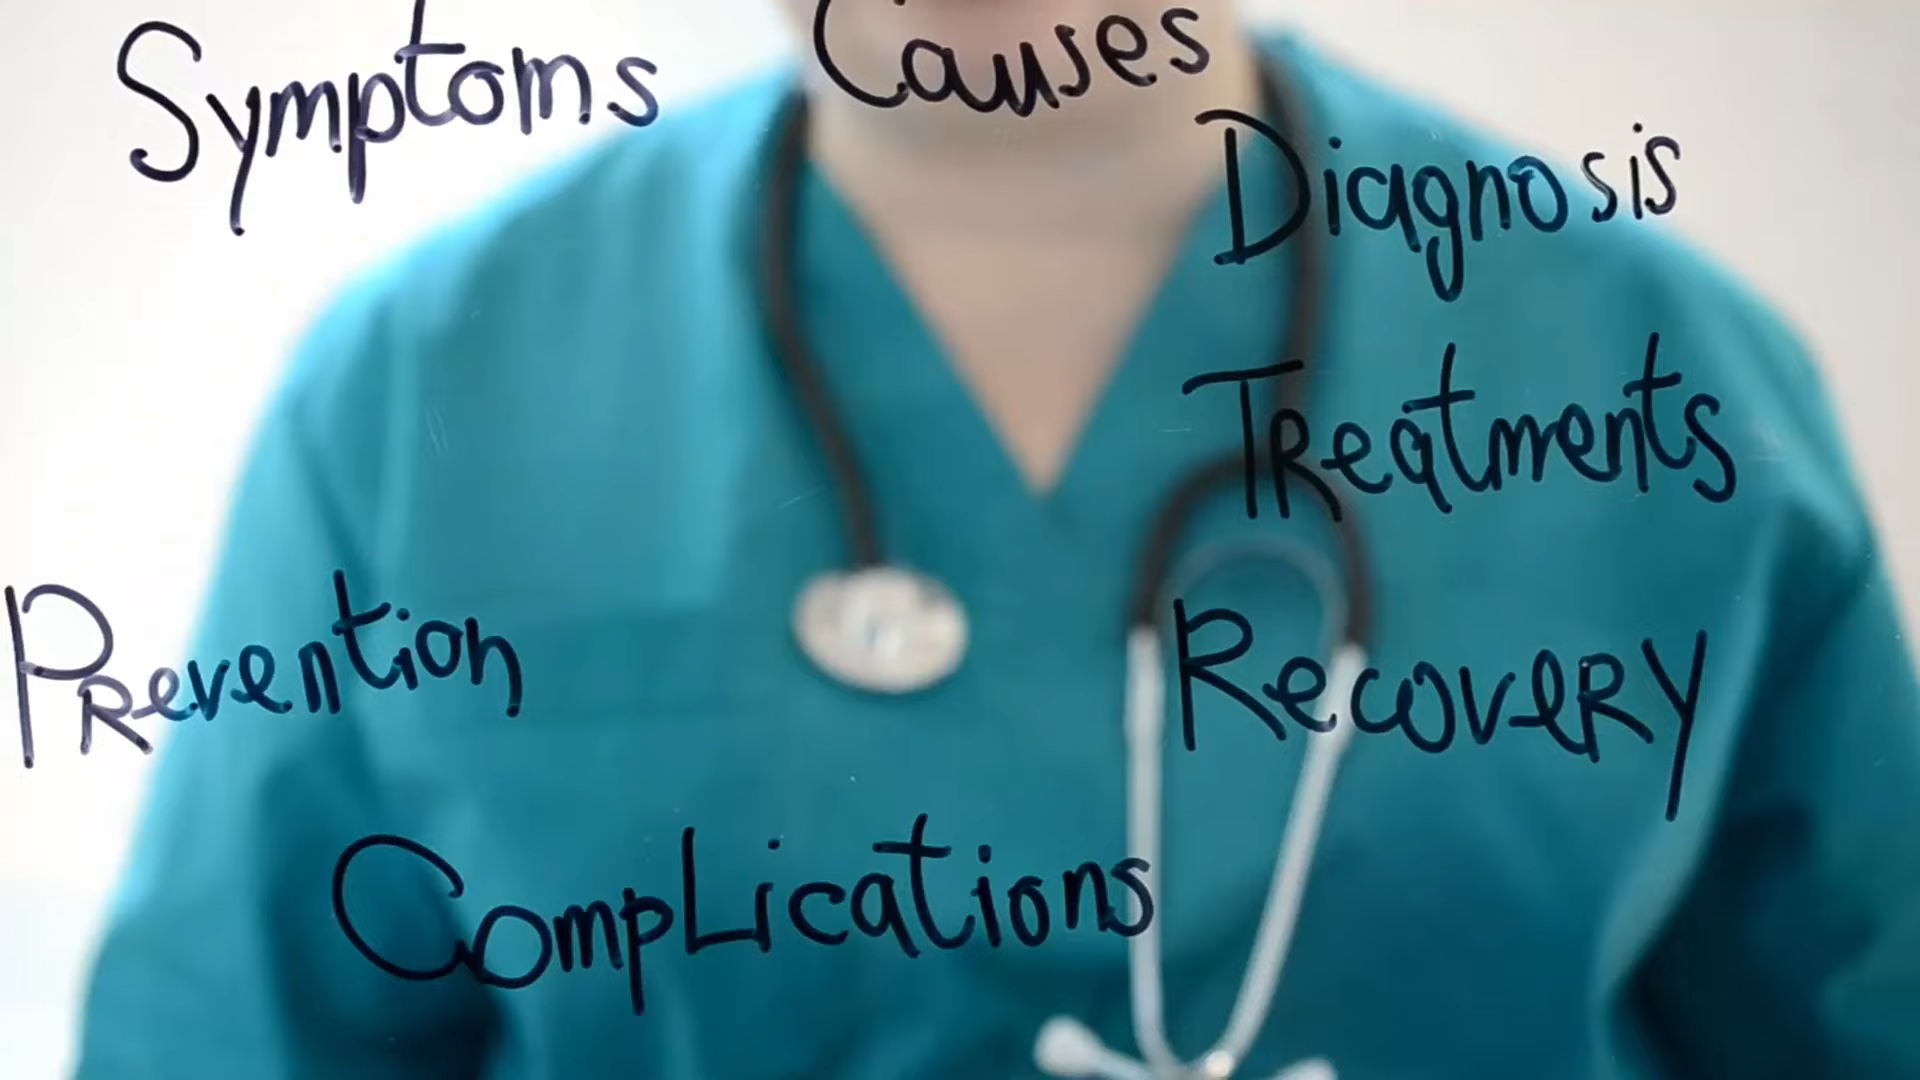 Symptoms
Causes
Diagnosis
Treatments
Prevention
Recovery
Complications